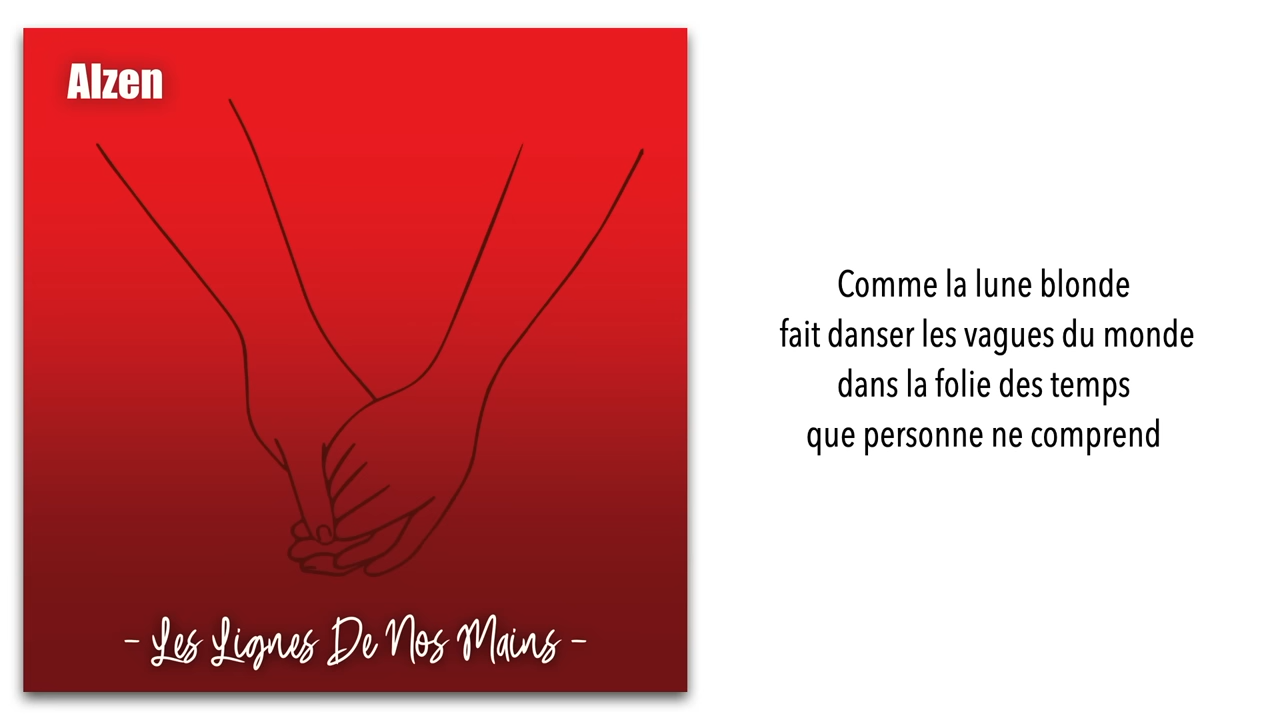 Alzen
- Les Lignes De Nos Mains -
Comme la lune blonde
fait danser les vagues du monde
dans la folie des temps
que personne ne comprend